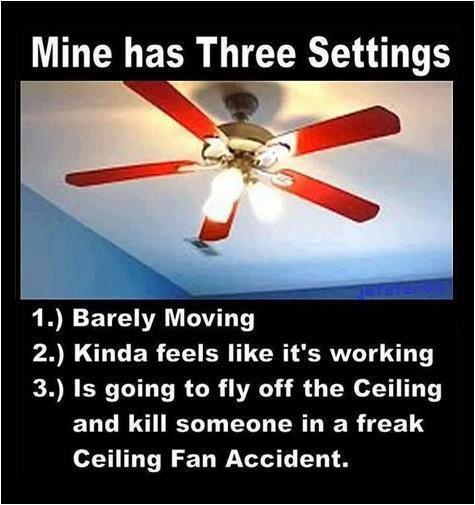 Mine has Three Settings
1.) Barely Moving
2.) Kinda feels like it's working
3.) Is going to fly off the Ceiling
and kill someone in a freak
Ceiling Fan Accident.